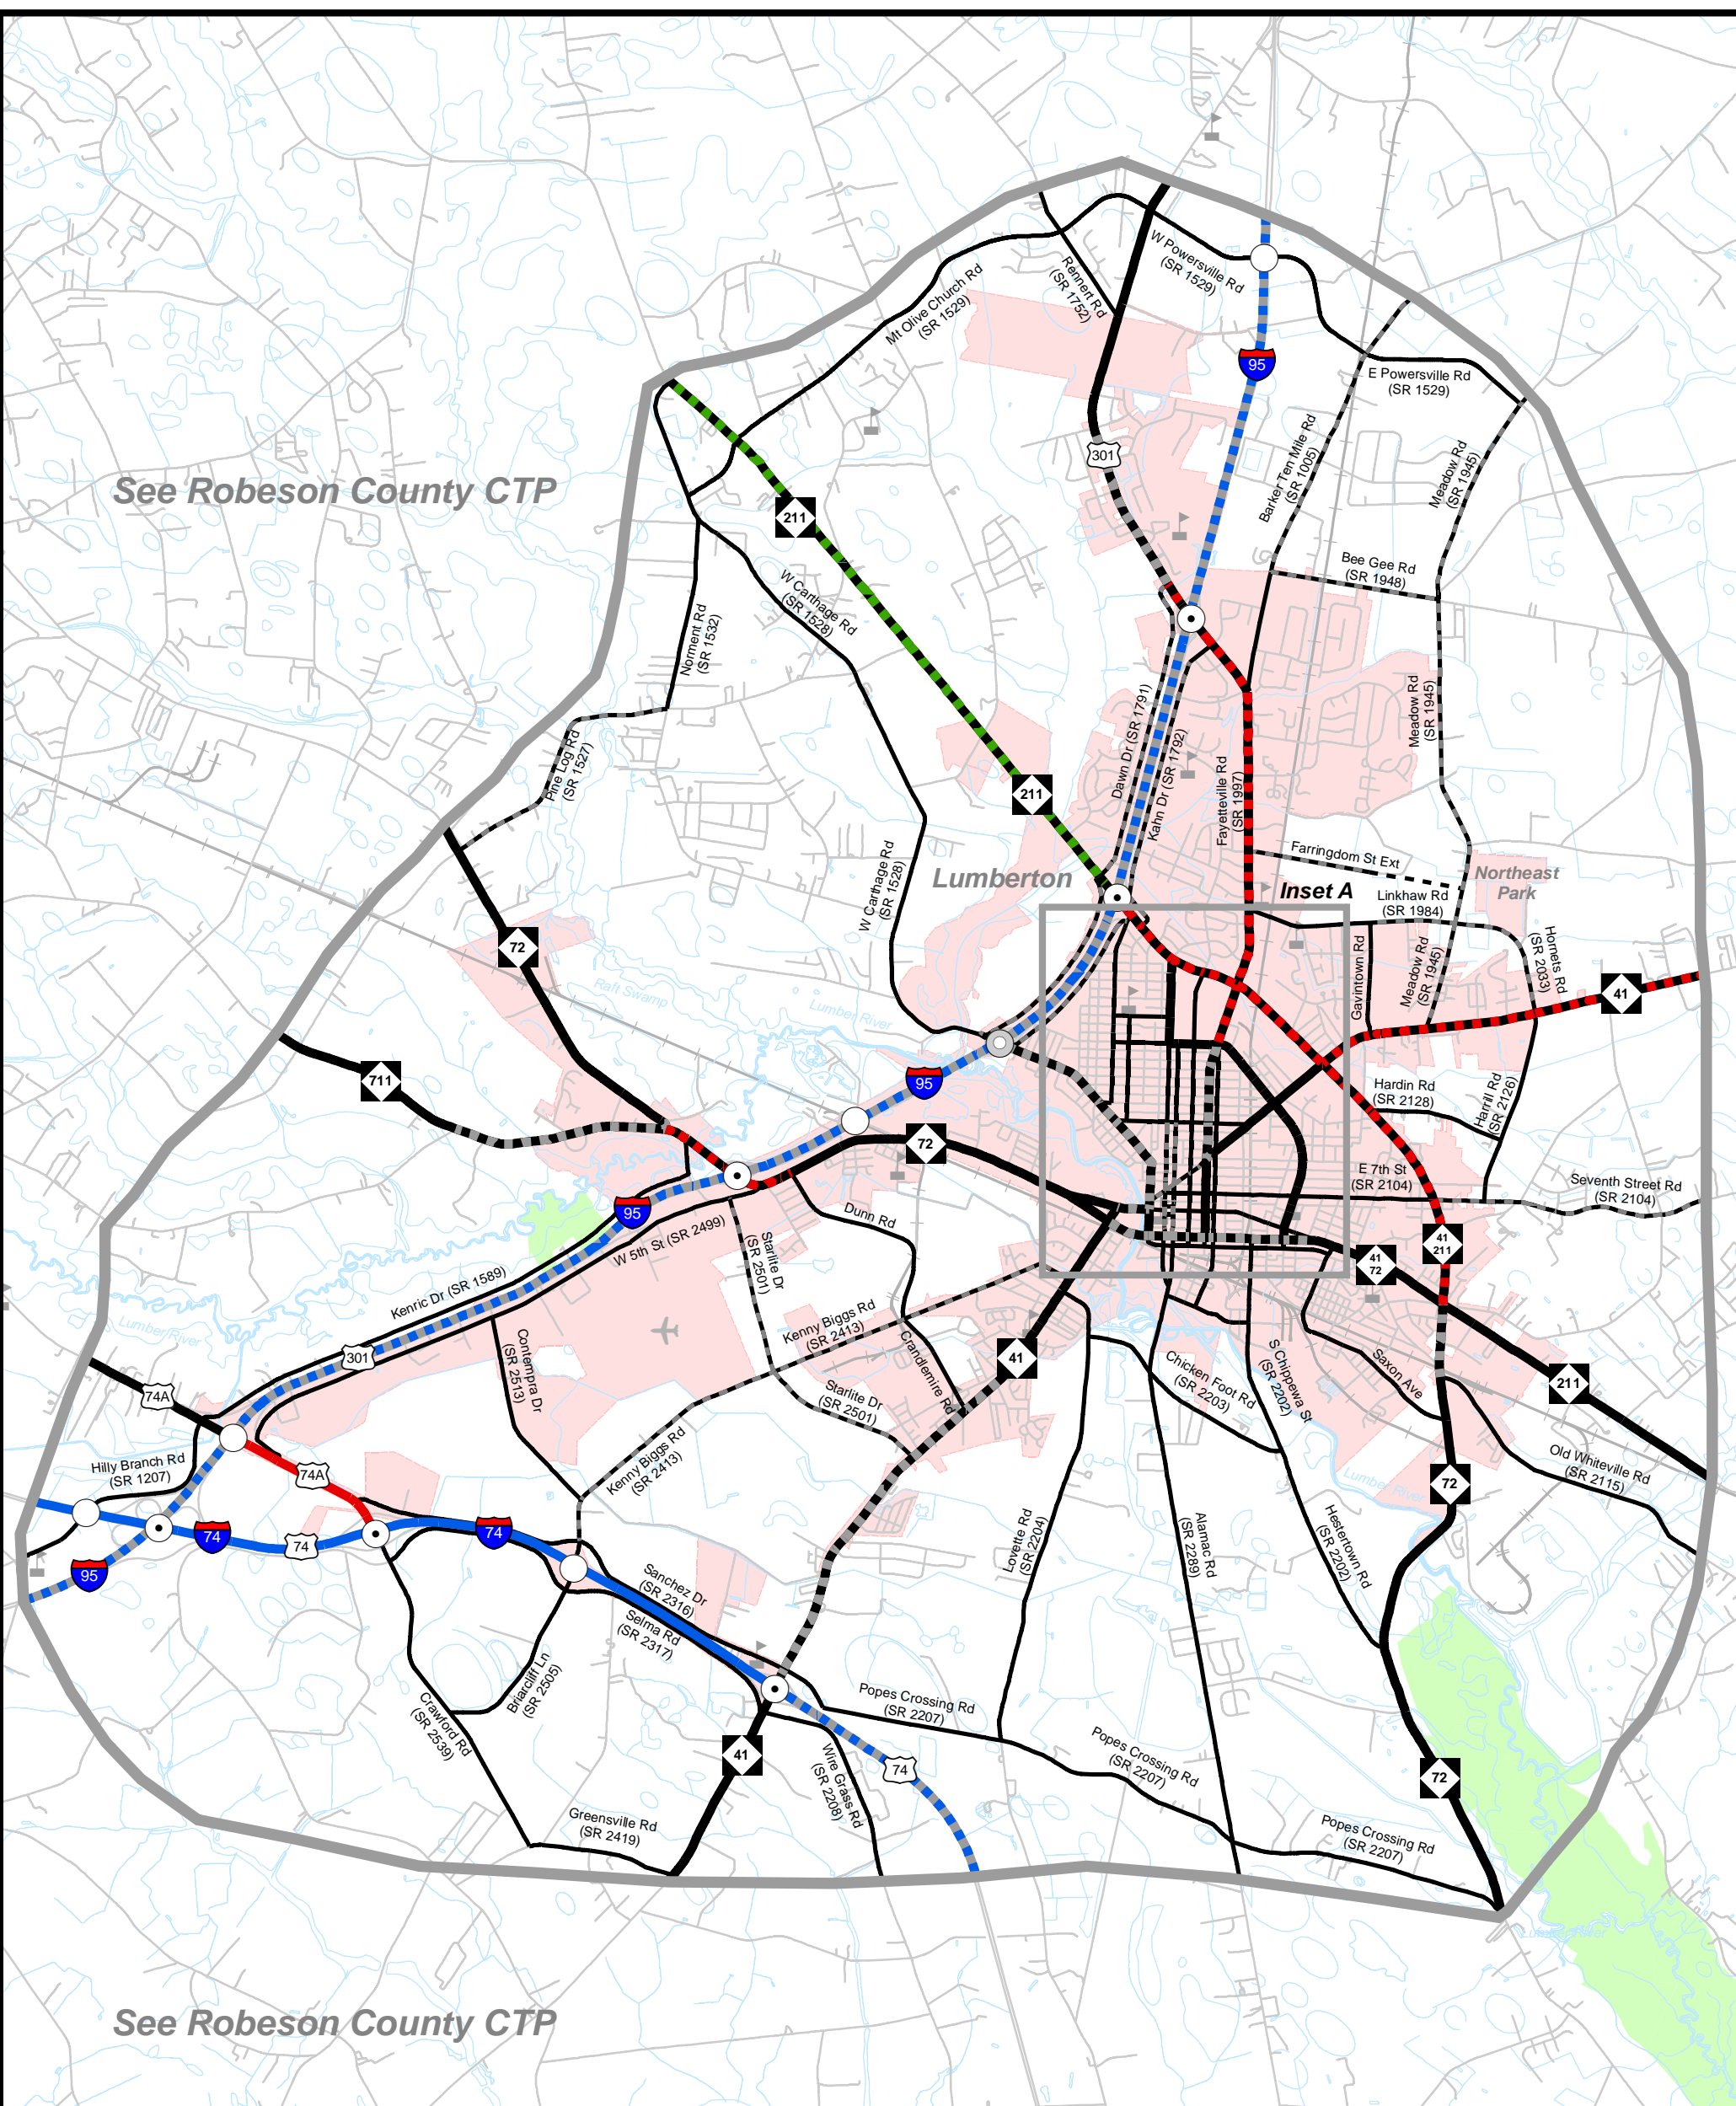 W Powersville Rd
(SR 1529)
Rennert Rd
(SR 1752)
Mt Olive Church Rd
(SR 1529)
95
E Powersville Rd
(SR 1529)
301
Barker Ten Mile Rd
(SR 1005)
Meadow Rd
(SR 1945)
See Robeson County CTP
211
Bee Gee Rd
(SR 1948)
W Carthage Rd
(SR 1528)
Norment Rd
(SR 1532)
Meadow Rd
(SR 1945)
Dawn Dr (SR 1791)
Kahn Dr (SR 1792)
Pine Log Rd
(SR 1527)
211
Fayetteville Rd
(SR 1997)
Farringdom St Ext
W Carthage Rd
(SR 1528)
Lumberton
Inset A
Northeast
Park
Linkhaw Rd
(SR 1984)
72
Gavintown Rd
Meadow Rd
(SR 1945)
Hornets Rd
(SR 2033)
41
Raft Swamp
Lumber River
711
95
Hardin Rd
(SR 2128)
Harrill Rd
(SR 2126)
72
E 7th St
(SR 2104)
Seventh Street Rd
(SR 2104)
95
Dunn Rd
W 5th St (SR 2499)
Starlite Dr
(SR 2501)
41
211
41
72
Kenric Dr (SR 1589)
Lumber River
Kenny Biggs Rd
(SR 2413)
301
Contempra Dr
(SR 2513)
Crandlemire Rd
41
Chicken Foot Rd
(SR 2203)
S Chippewa St
(SR 2202)
Saxon Ave
211
74A
Starlite Dr
(SR 2501)
Hilly Branch Rd
(SR 1207)
74A
Kenny Biggs Rd
(SR 2413)
Old Whiteville Rd
(SR 2115)
Lumber River
72
74
74
74
95
Lovette Rd
(SR 2204)
Alamac Rd
(SR 2289)
Hestertown Rd
(SR 2202)
Sanchez Dr
(SR 2316)
Selma Rd
(SR 2317)
Briarcliff Ln
(SR 2505)
Crawford Rd
(SR 2539)
Popes Crossing Rd
(SR 2207)
41
Wire Grass Rd
(SR 2208)
74
Popes Crossing Rd
(SR 2207)
72
Greensville Rd
(SR 2419)
Popes Crossing Rd
(SR 2207)
Lumber River
See Robeson County CTP